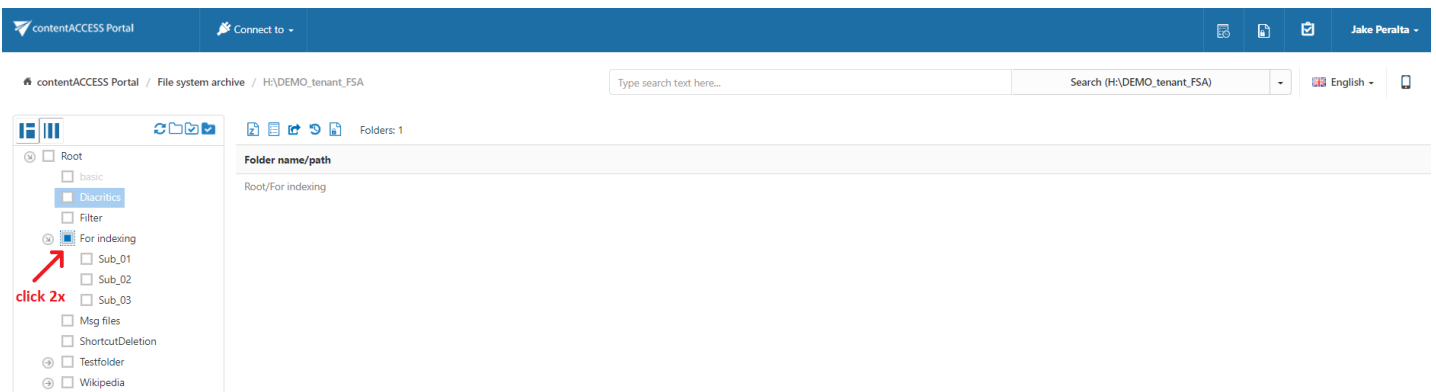 contentACCESS Portal
Connect to
Jake Peralta
contentACCESS Portal / File system archive / H:\DEMO_tenant_FSA
Type search text here...
Search (H:\DEMO_tenant_FSA)
English
Folders: 1
Root
Folder name/path
basic
Diacritics
Root/For indexing
Filter
For indexing
Sub_01
Sub_02
click 2x
Sub_03
Msg files
ShortcutDeletion
Testfolder
Wikipedia